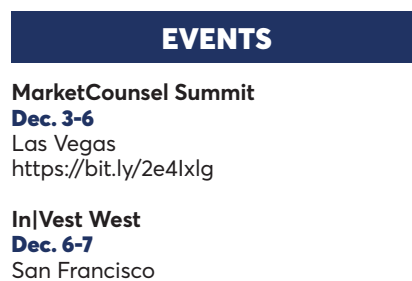 EVENTS
MarketCounsel Summit
Dec. 3-6
Las Vegas
https://bit.ly/2e4Ixlg
In|Vest West
Dec. 6-7
San Francisco